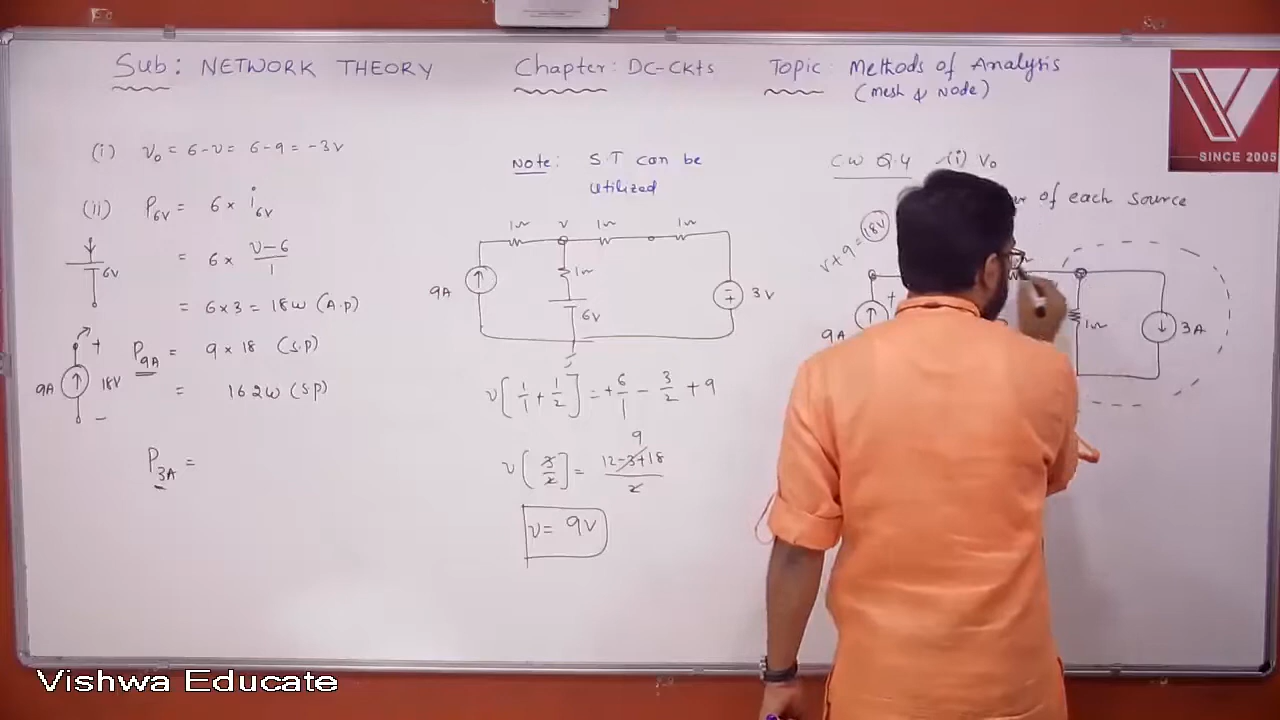 Sub: NETWORK THEORY
Chapter: DC-Ckts
Topic: Methods of Analysis
(mesh & Node)
SINCE 2005
(i) v₀ = 6-v = 6-9 = -3v
(ii) P6V = 6 × i6V
6V
= 6 × v-6/1
= 6×3 = 18w (A.p)
P9A = 9 × 18 (S.p)
9A
+
18V
-
= 162w (S.p)
P3A =
Note: S.T can be
utilized
1Ω v 1Ω 1Ω
9A
1Ω
6V
-+
3V
v[1/1 + 1/2] = +6/1 - 3/2 + 9
9
v[3/2] = 12-3+18/2
v = 9v
CW Q.4 (i) V₀
of each source
v+9 = 18V
+
9A
1Ω
3A
Vishwa Educate